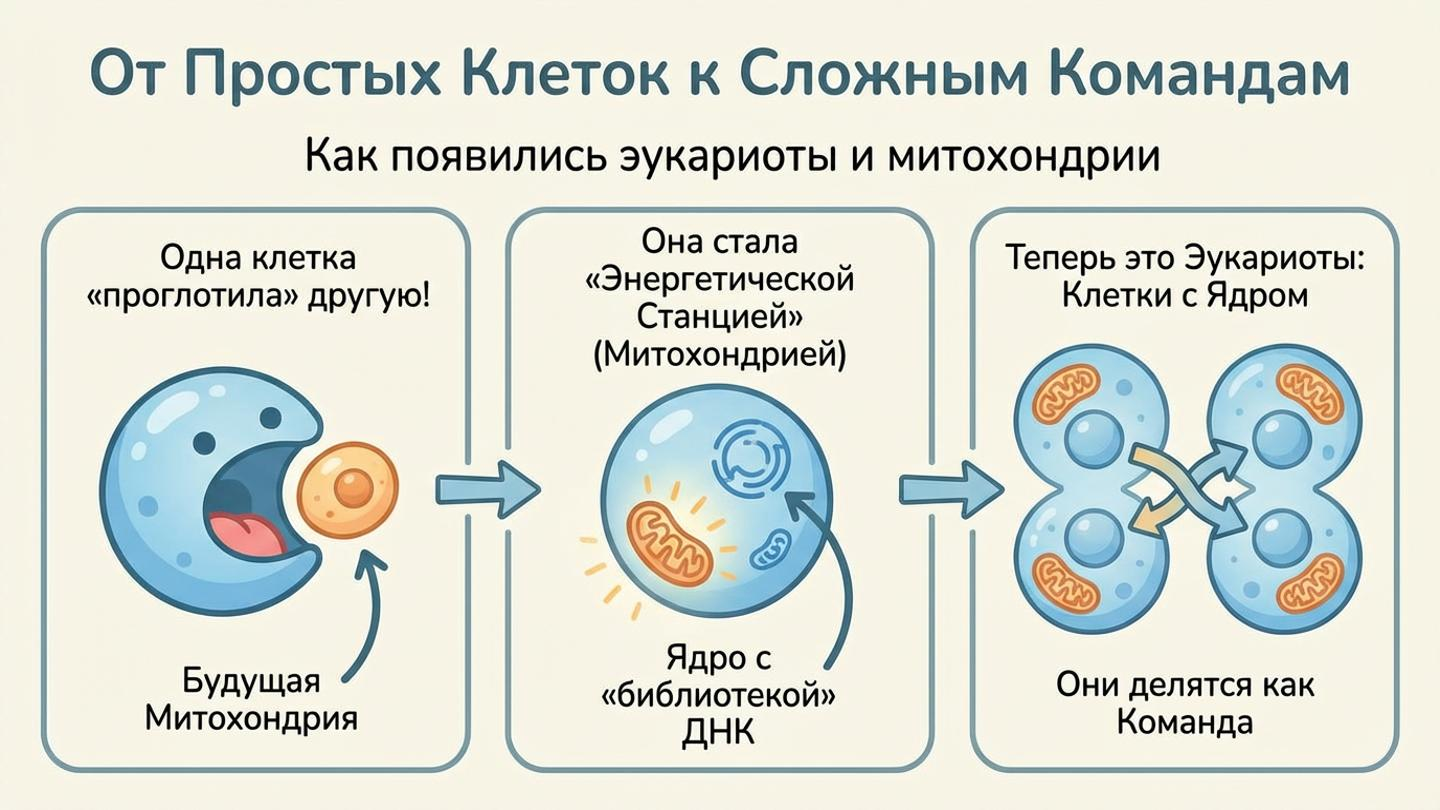 От Простых Клеток к Сложным Командам
Как появились эукариоты и митохондрии
Одна клетка
«проглотила» другую!
Будущая
Митохондрия
Она стала
«Энергетической
Станцией»
(Митохондрией)
Ядро с
«библиотекой»
ДНК
Теперь это Эукариоты:
Клетки с Ядром
Они делятся как
Команда